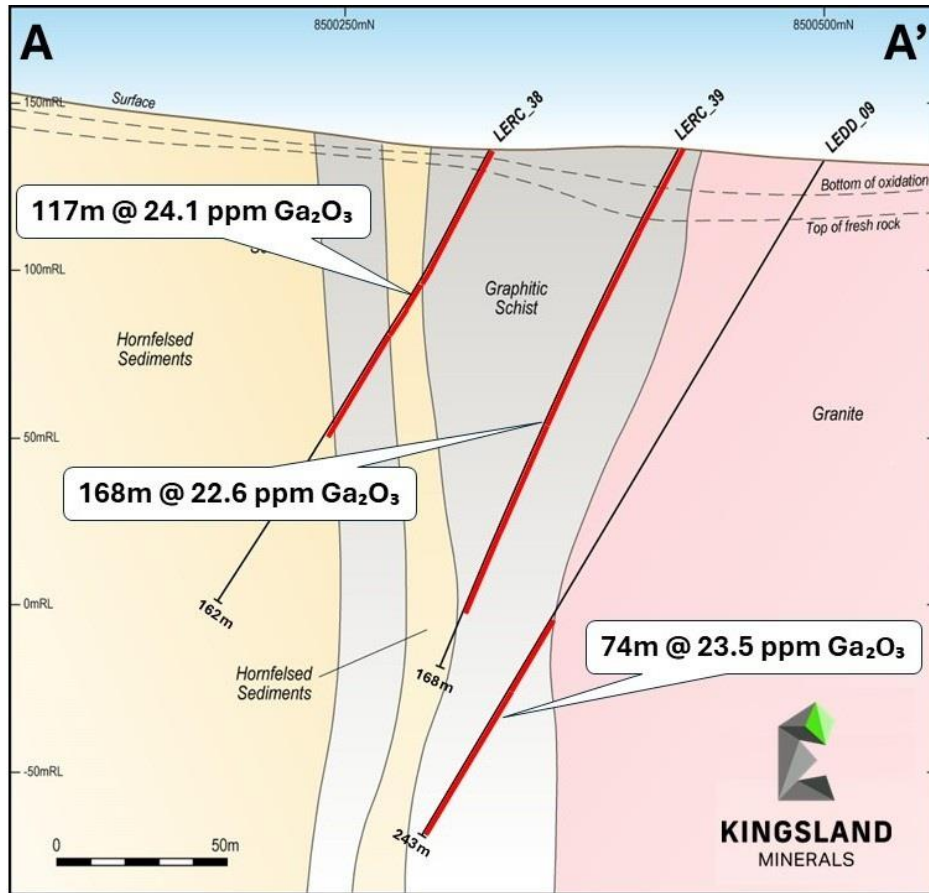 8500250mN
8500500mN
A
A’
150mRL
Surface
LERC_38
LERC_39
LEDD_09
Bottom of oxidation
Top of fresh rock
117m @ 24.1 ppm Ga₂O₃
100mRL
Graphitic
Schist
Hornfelsed
Sediments
Granite
50mRL
168m @ 22.6 ppm Ga₂O₃
0mRL
162m
74m @ 23.5 ppm Ga₂O₃
Hornfelsed
Sediments
168m
-50mRL
243m
0
50m
KINGSLAND
MINERALS